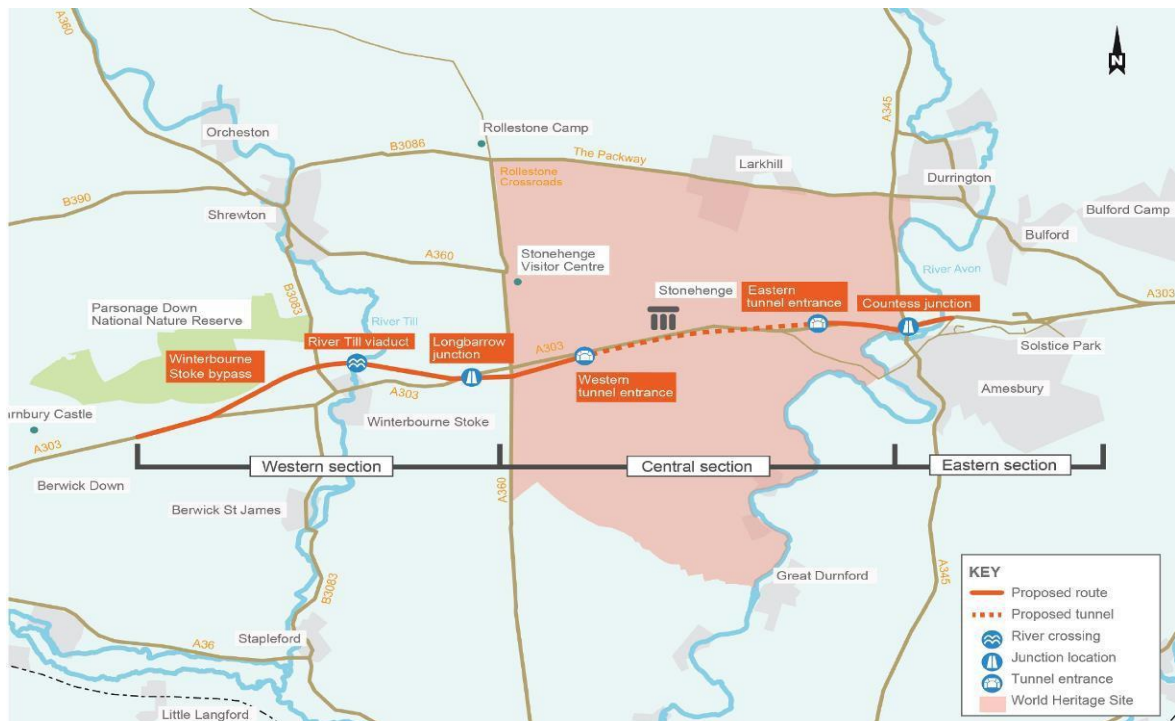 A360
N
Orcheston
Rollestone Camp
A345
B3086
The Packway
Larkhill
Rollestone
Crossroads
Durrington
B390
Bulford Camp
Shrewton
Bulford
A360
Stonehenge
Visitor Centre
River Avon
B3083
Stonehenge
Eastern
tunnel entrance
Countess junction
A303
Parsonage Down
National Nature Reserve
River Till
River Till viaduct
Longbarrow
junction
A303
Solstice Park
Winterbourne
Stoke bypass
Western
tunnel entrance
Amesbury
A303
arnbury Castle
Winterbourne Stoke
A303
Western section
Central section
Eastern section
Berwick Down
A360
Berwick St James
Great Durnford
A345
B3083
Stapleford
A36
Little Langford
KEY
Proposed route
Proposed tunnel
River crossing
Junction location
Tunnel entrance
World Heritage Site